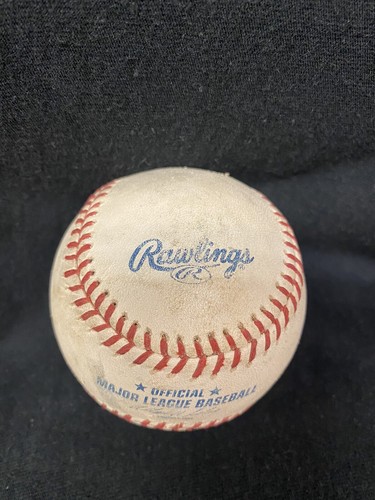 Rawlings
R
★ OFFICIAL ★
MAJOR LEAGUE BASEBALL